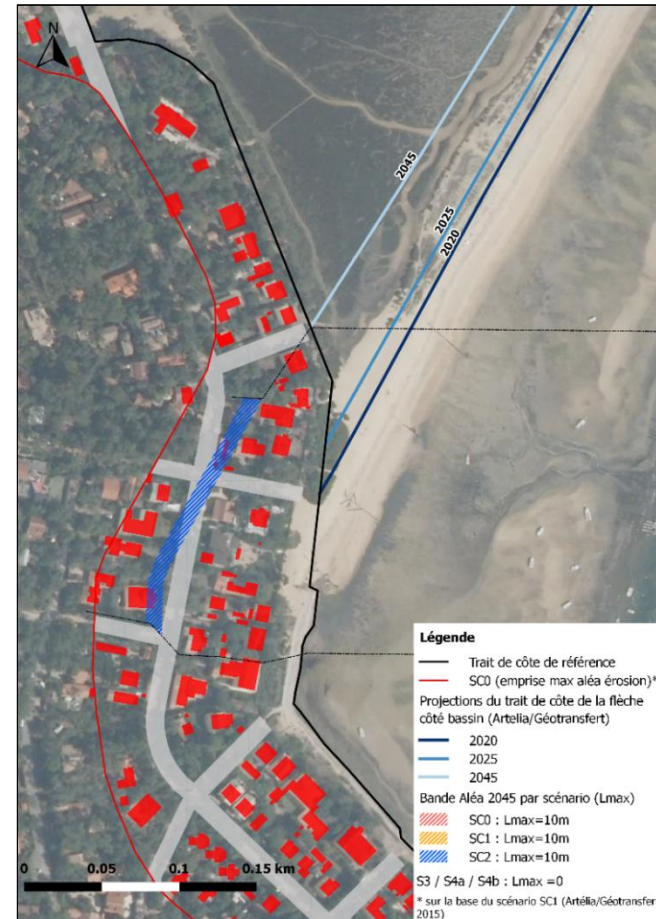 N
2045
2025
2020
Légende
Trait de côte de référence
SC0 (emprise max aléa érosion)*
Projections du trait de côte de la flèche
côté bassin (Artelia/Géotransfert)
2020
2025
2045
Bande Aléa 2045 par scénario (Lmax)
SC0 : Lmax=10m
SC1 : Lmax=10m
SC2 : Lmax=10m
S3 / S4a / S4b : Lmax =0
* sur la base du scénario SC1 (Artélia/Géotransfer
2015)
0 0.05 0.1 0.15 km